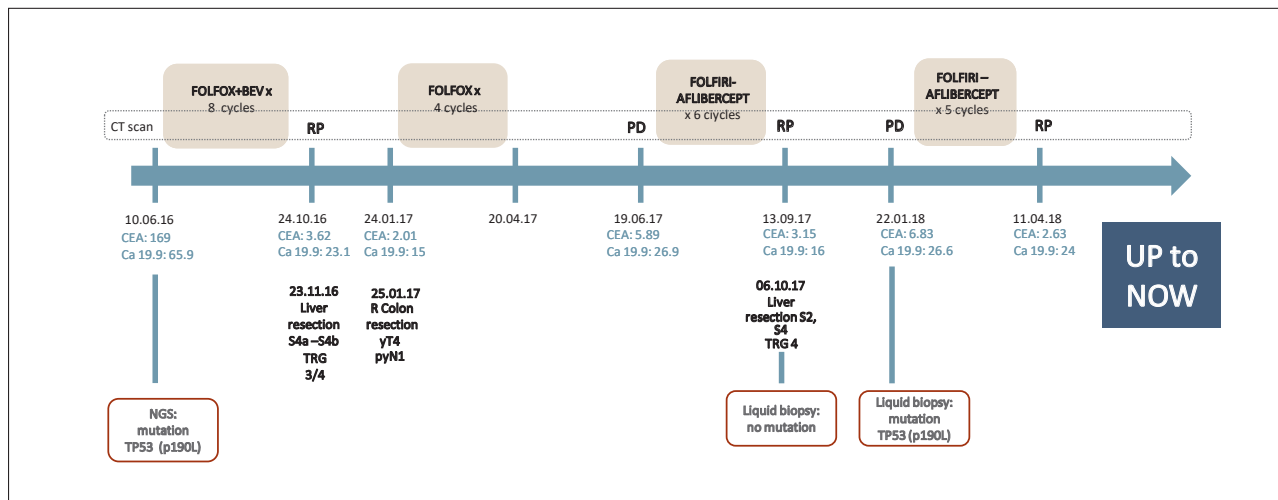 FOLFOX+BEV x
8  cycles
FOLFOX x
4 cycles
FOLFIRI-
AFLIBERCEPT
x 6 ciycles
FOLFIRI –
AFLIBERCEPT
x 5 cycles
CT scan
RP
PD
RP
PD
RP
10.06.16
CEA: 169
Ca 19.9: 65.9
24.10.16
CEA: 3.62
Ca 19.9: 23.1
24.01.17
CEA: 2.01
Ca 19.9: 15
20.04.17
19.06.17
CEA: 5.89
Ca 19.9: 26.9
13.09.17
CEA: 3.15
Ca 19.9: 16
22.01.18
CEA: 6.83
Ca 19.9: 26.6
11.04.18
CEA: 2.63
Ca 19.9: 24
UP to
NOW
23.11.16
Liver
resection
S4a –S4b
TRG
3/4
25.01.17
R Colon
resection
yT4
pyN1
06.10.17
Liver
resection S2,
S4
TRG 4
NGS:
mutation
TP53 (p190L)
Liquid biopsy:
no mutation
Liquid biopsy:
mutation
TP53 (p190L)